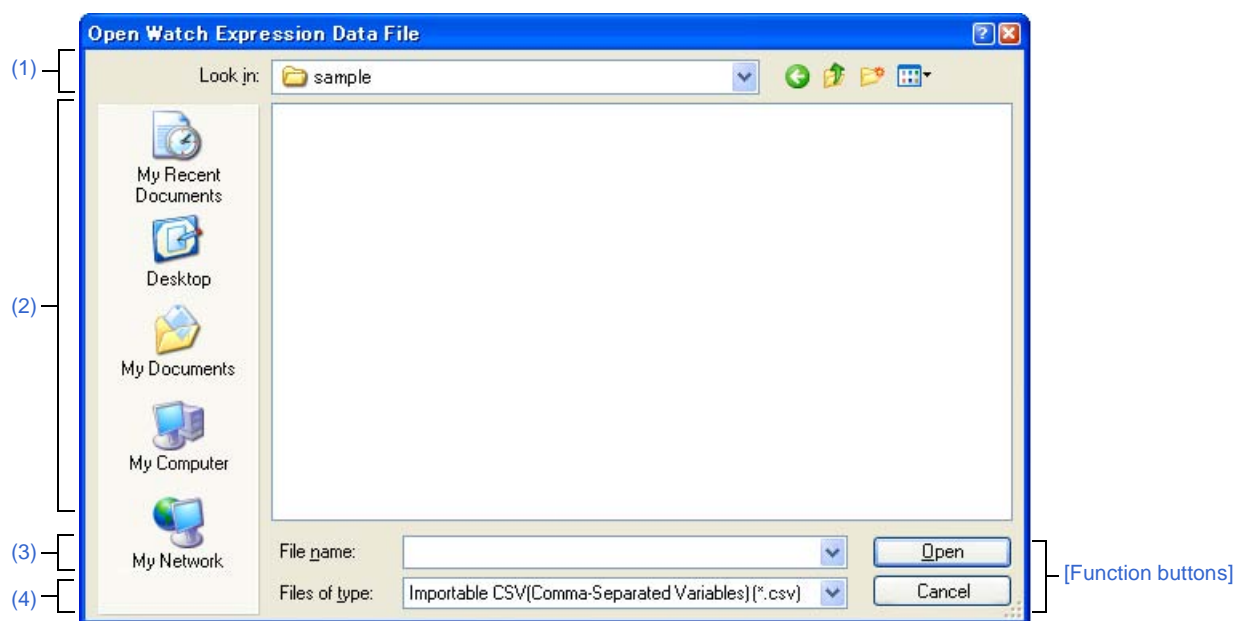 Open Watch Expression Data File
(1)
Look in:
sample
(2)
My Recent
Documents
Desktop
My Documents
My Computer
My Network
(3)
File name:
Open
[Function buttons]
(4)
Files of type:
Importable CSV(Comma-Separated Variables)(*.csv)
Cancel